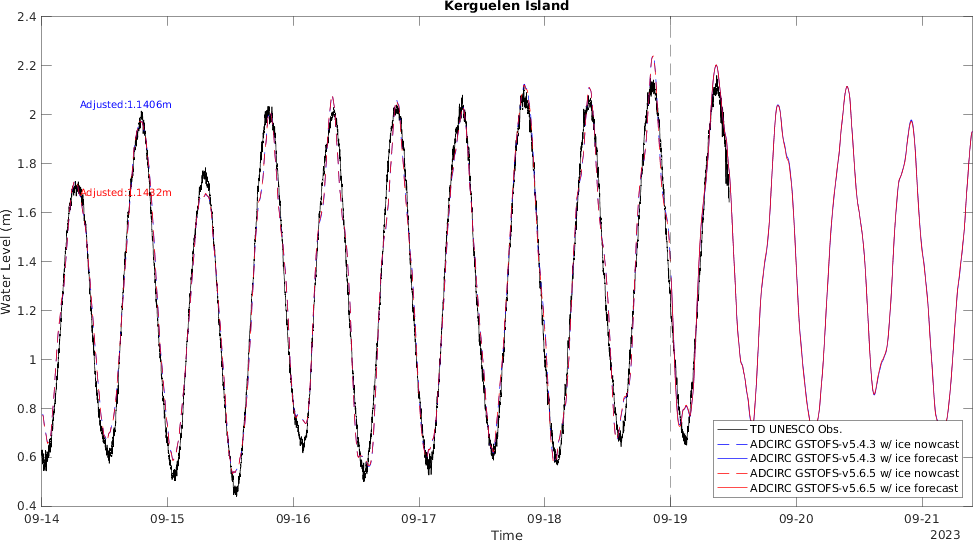 Kerguelen Island
2.4
2.2
2
1.8
1.6
1.4
1.2
1
0.8
0.6
0.4
Water Level (m)
Adjusted:1.1406m
Adjusted:1.1432m
TD UNESCO Obs.
ADCIRC GSTOFS-v5.4.3 w/ ice nowcast
ADCIRC GSTOFS-v5.4.3 w/ ice forecast
ADCIRC GSTOFS-v5.6.5 w/ ice nowcast
ADCIRC GSTOFS-v5.6.5 w/ ice forecast
09-14 09-15 09-16 09-17 09-18 09-19 09-20 09-21
Time
2023